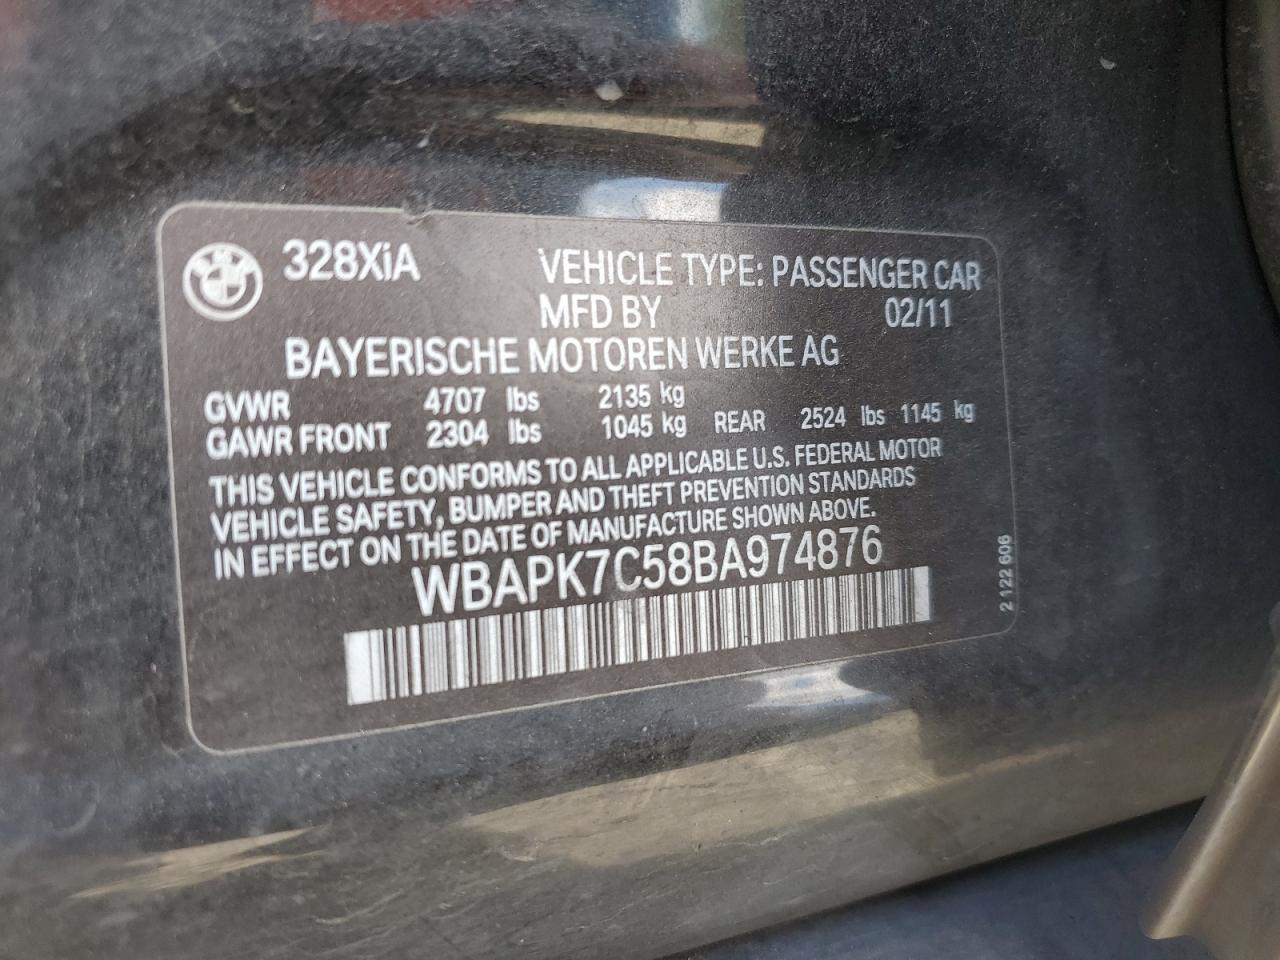 328XiA VEHICLE TYPE: PASSENGER CAR
MFD BY 02/11
BAYERISCHE MOTOREN WERKE AG
GVWR 4707 lbs 2135 kg
GAWR FRONT 2304 lbs 1045 kg REAR 2524 lbs 1145 kg
THIS VEHICLE CONFORMS TO ALL APPLICABLE U.S. FEDERAL MOTOR
VEHICLE SAFETY, BUMPER AND THEFT PREVENTION STANDARDS
IN EFFECT ON THE DATE OF MANUFACTURE SHOWN ABOVE.
WBAPK7C58BA974876
2 122 606